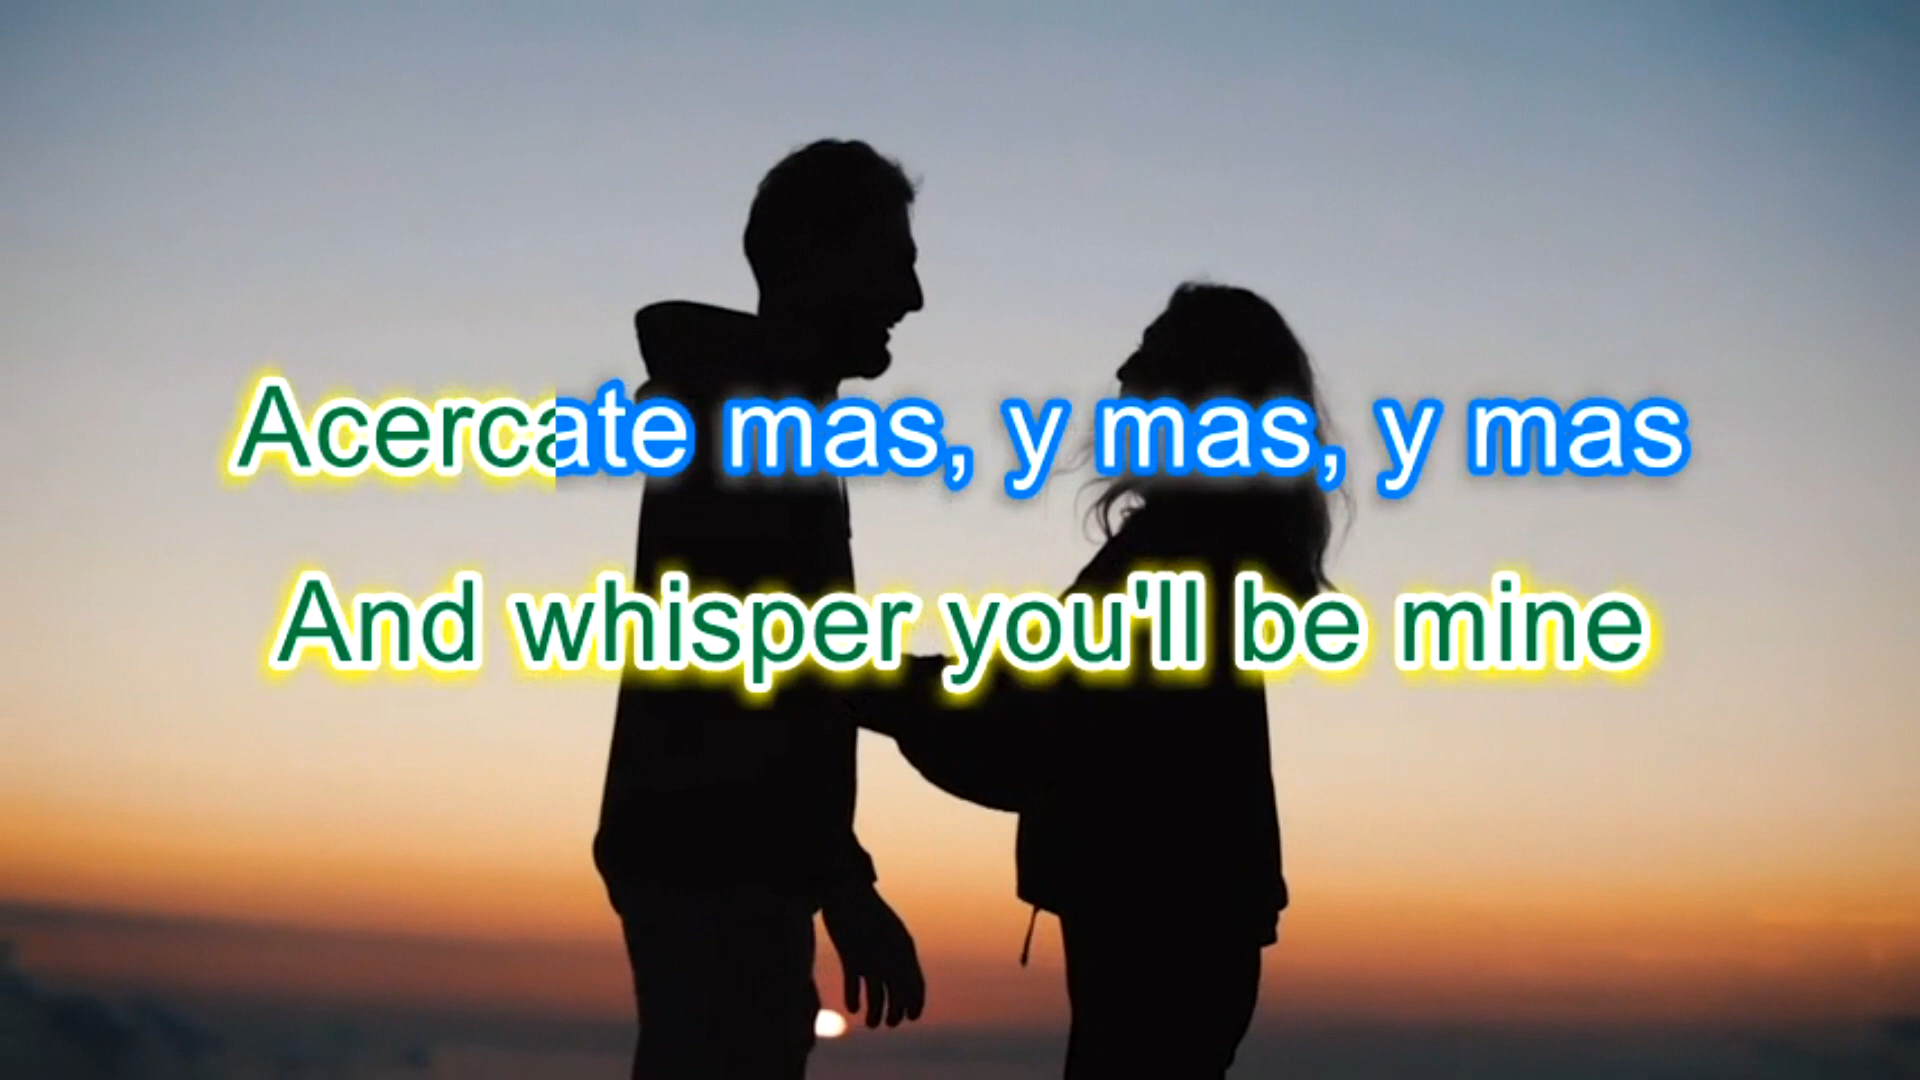 Acercate mas, y mas, y mas
And whisper you'll be mine